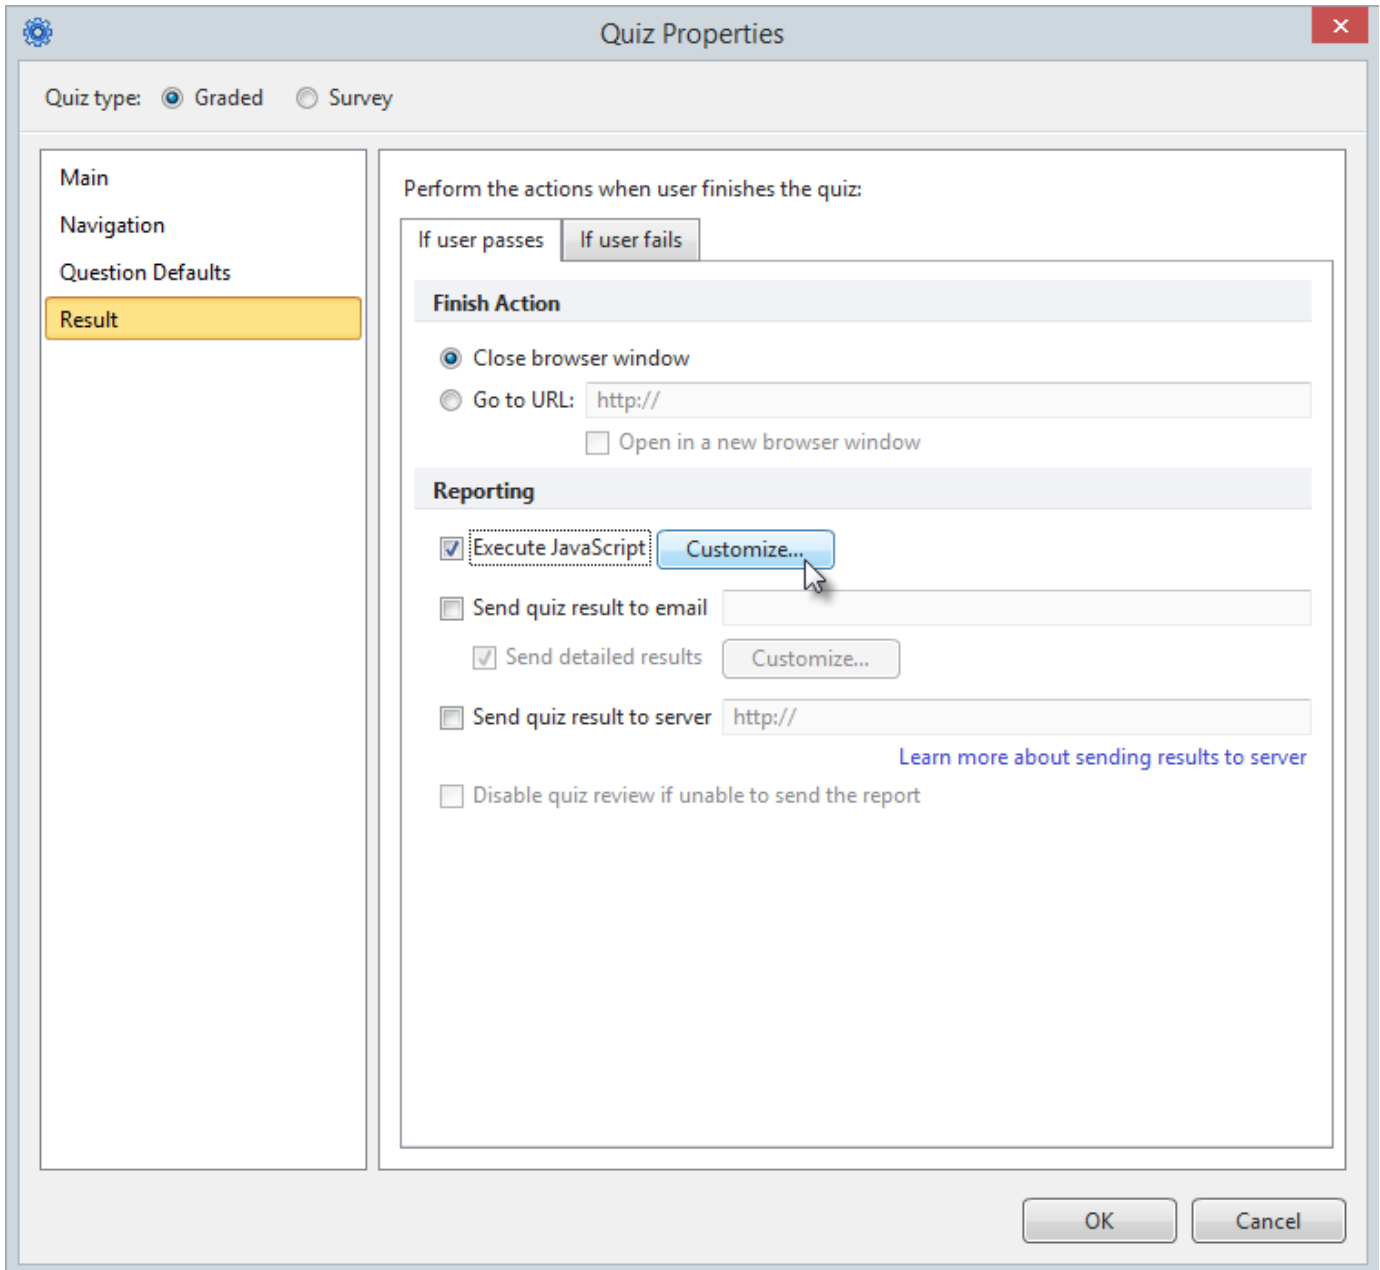 Quiz Properties
Quiz type: Graded Survey
Main
Navigation
Question Defaults
Result
Perform the actions when user finishes the quiz:
If user passes If user fails
Finish Action
Close browser window
Go to URL: http://
Open in a new browser window
Reporting
Execute JavaScript Customize...
Send quiz result to email
Send detailed results Customize...
Send quiz result to server http://
Learn more about sending results to server
Disable quiz review if unable to send the report
OK Cancel